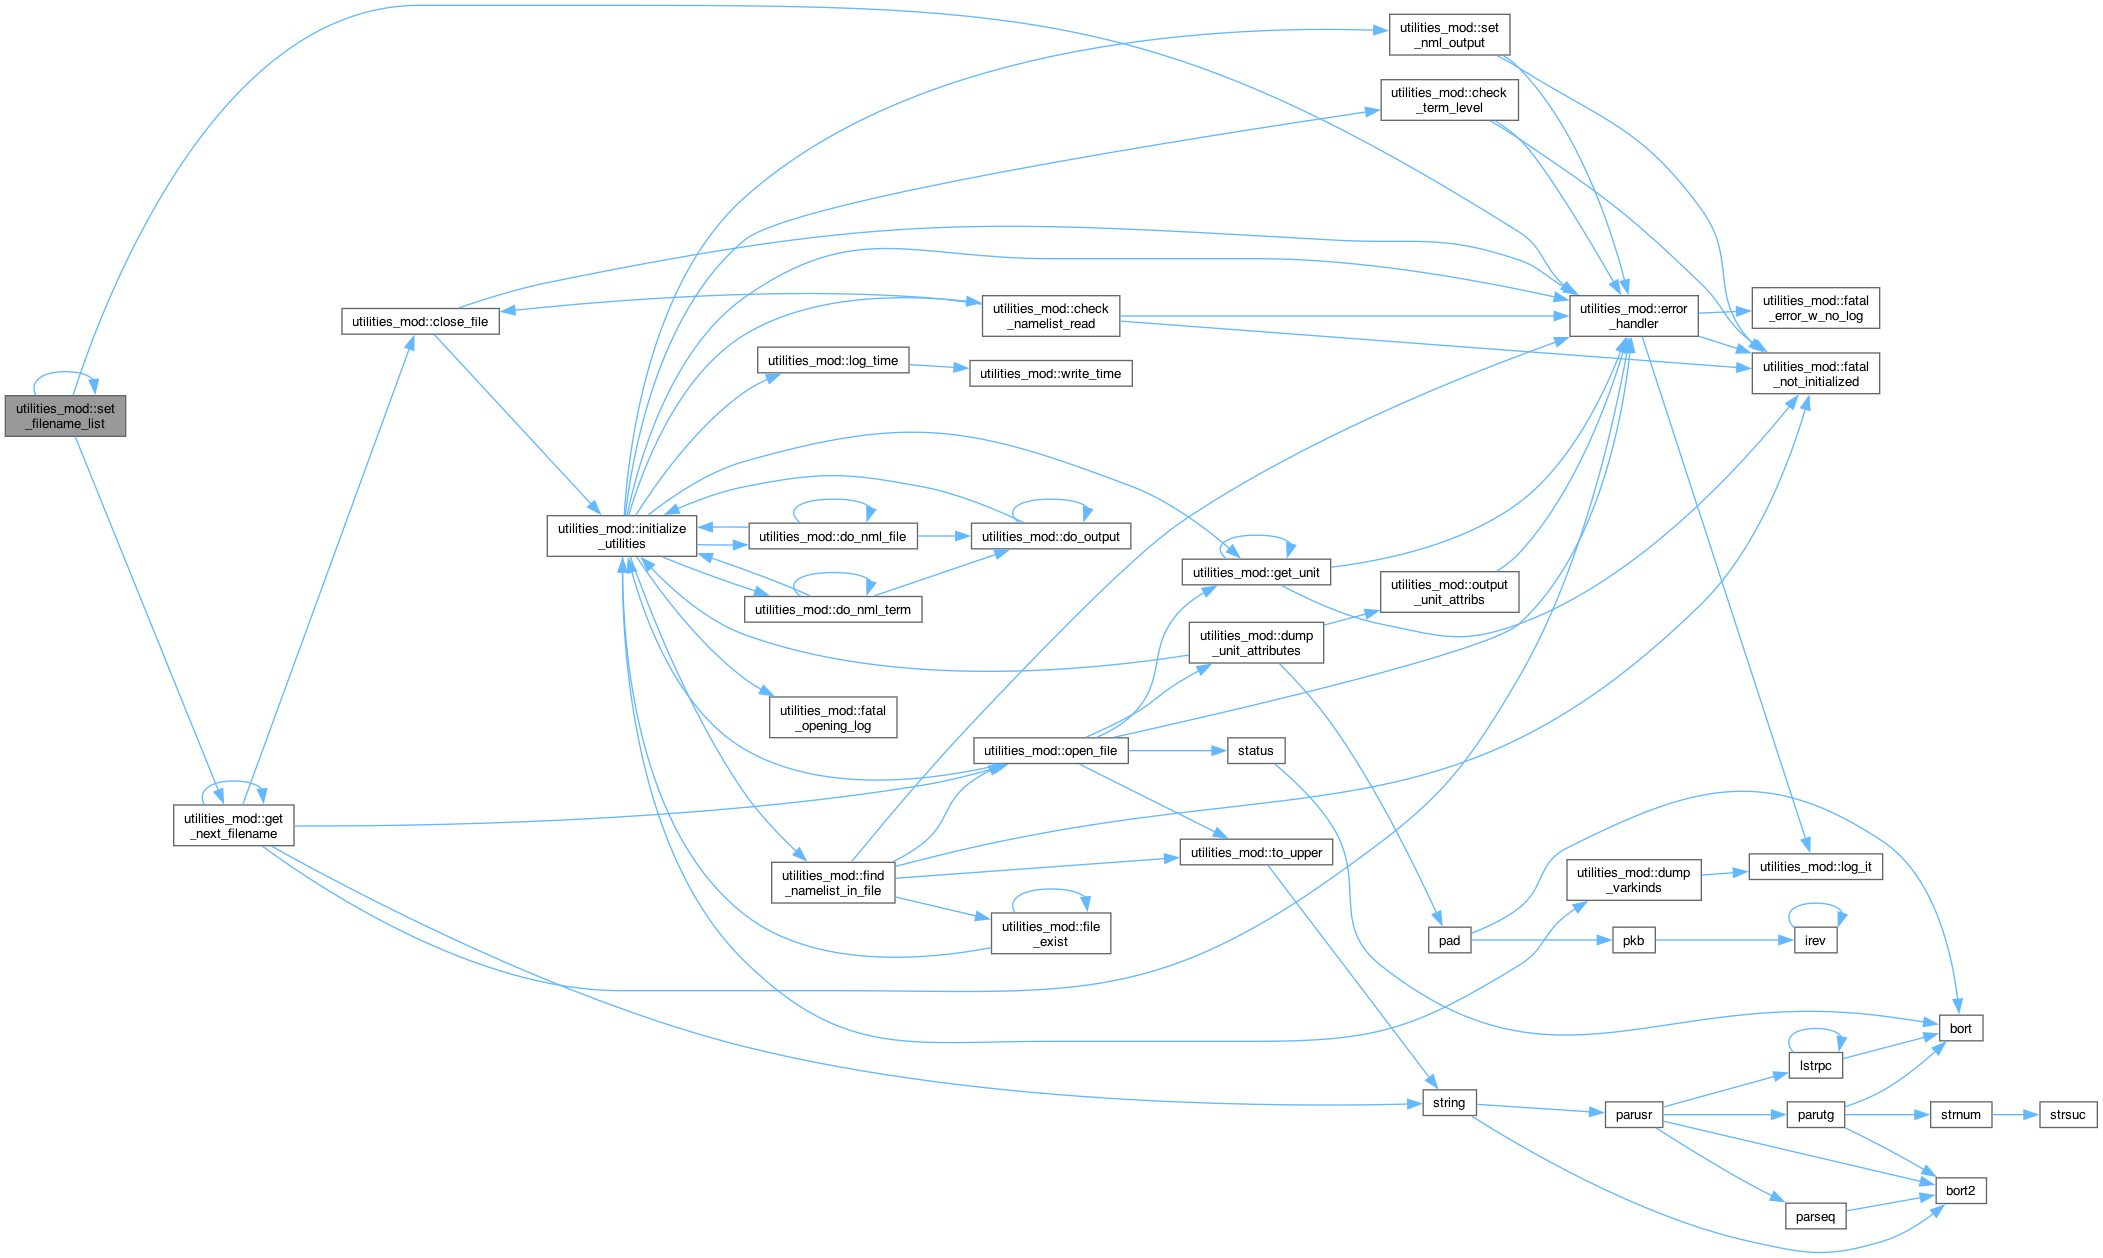 utilities_mod::set
_filename_list
utilities_mod::get
_next_filename
utilities_mod::close_file
utilities_mod::initialize
_utilities
utilities_mod::log_time
utilities_mod::do_nml_file
utilities_mod::do_nml_term
utilities_mod::fatal
_opening_log
utilities_mod::find
_namelist_in_file
utilities_mod::check
_namelist_read
utilities_mod::write_time
utilities_mod::do_output
utilities_mod::open_file
utilities_mod::file
_exist
utilities_mod::get_unit
utilities_mod::dump
_unit_attributes
status
utilities_mod::to_upper
utilities_mod::set
_nml_output
utilities_mod::check
_term_level
utilities_mod::output
_unit_attribs
pad
string
utilities_mod::error
_handler
utilities_mod::dump
_varkinds
pkb
parusr
utilities_mod::fatal
_error_w_no_log
utilities_mod::fatal
_not_initialized
utilities_mod::log_it
irev
lstrpc
parutg
parseq
bort
strnum
bort2
strsuc